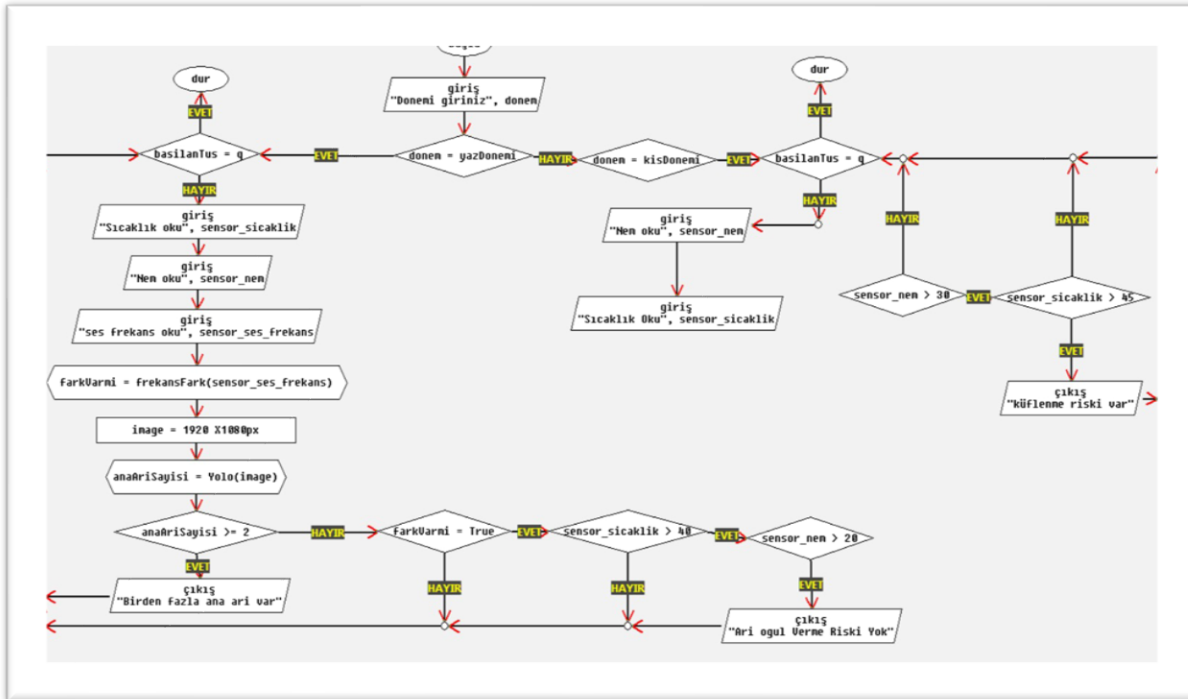 dur
EVET
basilanTus = q
HAYIR
giriş
"Sıcaklık oku", sensor_sicaklik
giriş
"Nem oku", sensor_nem
giriş
"ses frekans oku", sensor_ses_frekans
farkVarmi = frekansFark(sensor_ses_frekans)
image = 1920 X1080px
anaAriSayisi = Yolo(image)
anaAriSayisi >= 2
EVET
çıkış
"Birden fazla ana ari var"
HAYIR
farkVarmi = True
HAYIR
EVET
sensor_sicaklik > 40
HAYIR
EVET
sensor_nem > 20
EVET
çıkış
"Ari ogul Verme Riski Yok"
giriş
"Donemi giriniz", donem
donem = yazDonemi
EVET
HAYIR
donem = kisDonemi
EVET
dur
EVET
basilanTus = q
HAYIR
giriş
"Nem oku", sensor_nem
giriş
"Sıcaklık Oku", sensor_sicaklik
HAYIR
sensor_nem > 30
EVET
HAYIR
sensor_sicaklik > 45
EVET
çıkış
"küflenme riski var"